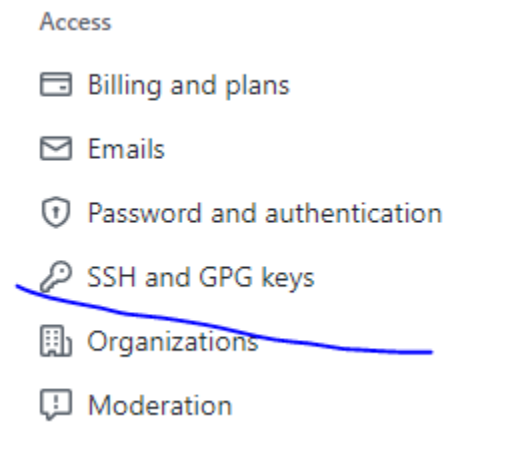 Access
Billing and plans
Emails
Password and authentication
SSH and GPG keys
Organizations
Moderation